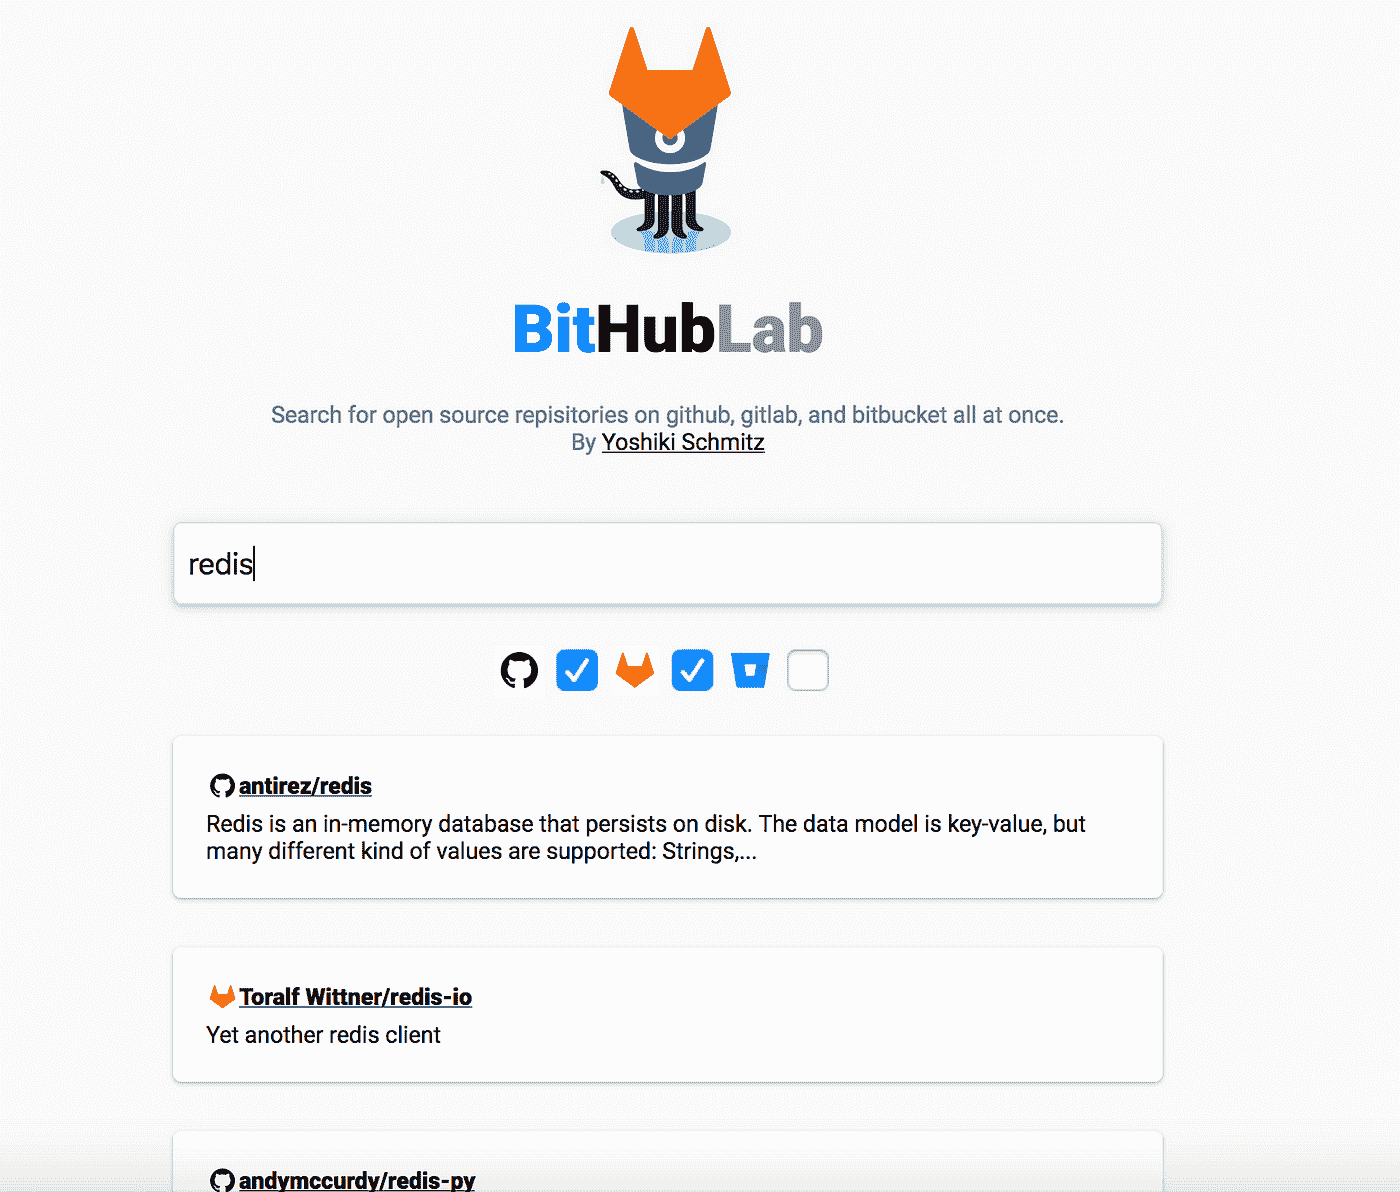 BitHubLab
Search for open source repisitories on github, gitlab, and bitbucket all at once.
By Yoshiki Schmitz
redis
antirez/redis
Redis is an in-memory database that persists on disk. The data model is key-value, but
many different kind of values are supported: Strings,...
Toralf Wittner/redis-io
Yet another redis client
andymccurdy/redis-py